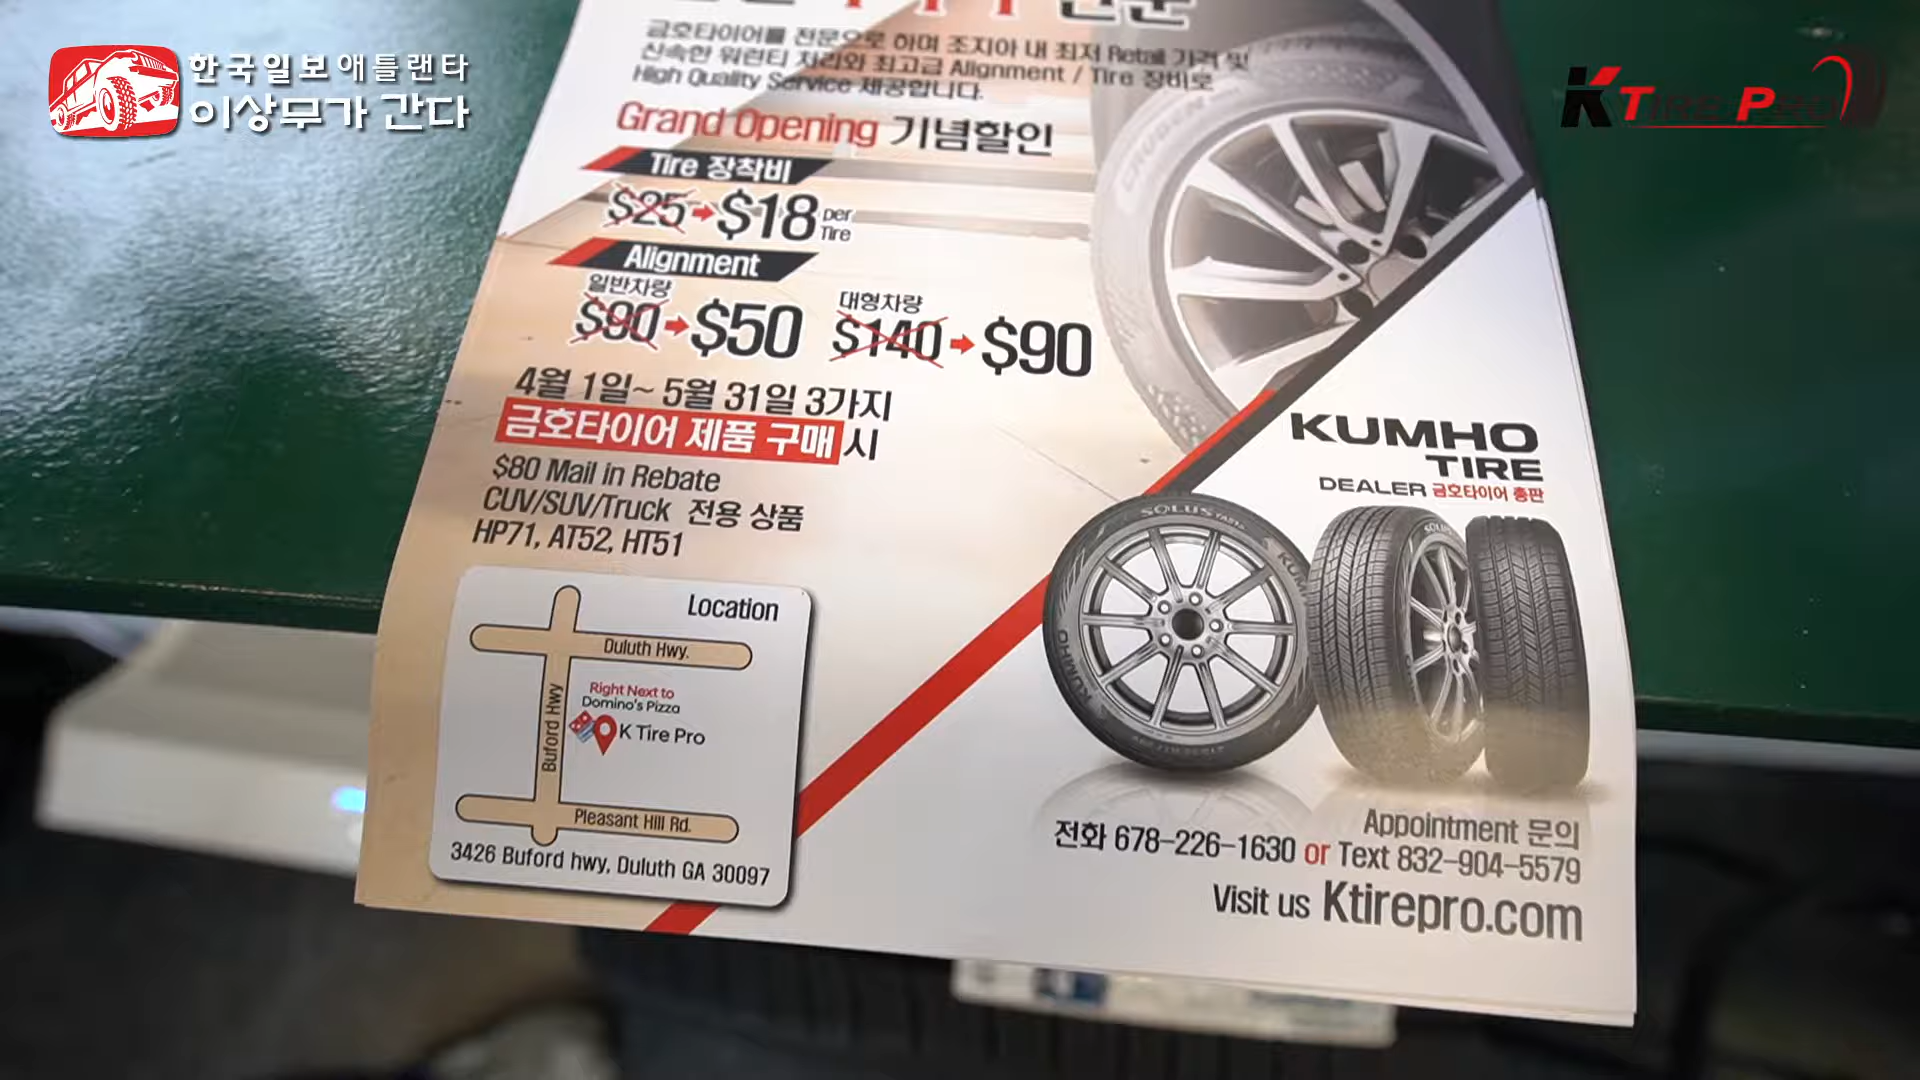 한국일보 애틀랜타
이상무가 간다
K TIRE PRO
금호타이어를 전문으로 하며 조지아 내 최저 Retail 가격 및
신속한 워런티 처리와 최고급 Alignment / Tire 장비로
High Quality Service 제공합니다.
Grand Opening 기념할인
Tire 장착비
$25 $18 per Tire
Alignment
일반차량 대형차량
$90 $50 $140 $90
4월 1일~ 5월 31일 3가지
금호타이어 제품 구매 시
$80 Mail in Rebate
CUV/SUV/Truck 전용 상품
HP71, AT52, HT51
KUMHO
TIRE
DEALER 금호타이어 총판
SOLUS
KUMHO
Location
Duluth Hwy.
Buford Hwy
Right Next to
Domino's Pizza
K Tire Pro
Pleasant Hill Rd.
3426 Buford hwy, Duluth GA 30097
Appointment 문의
전화 678-226-1630 or Text 832-904-5579
Visit us Ktirepro.com